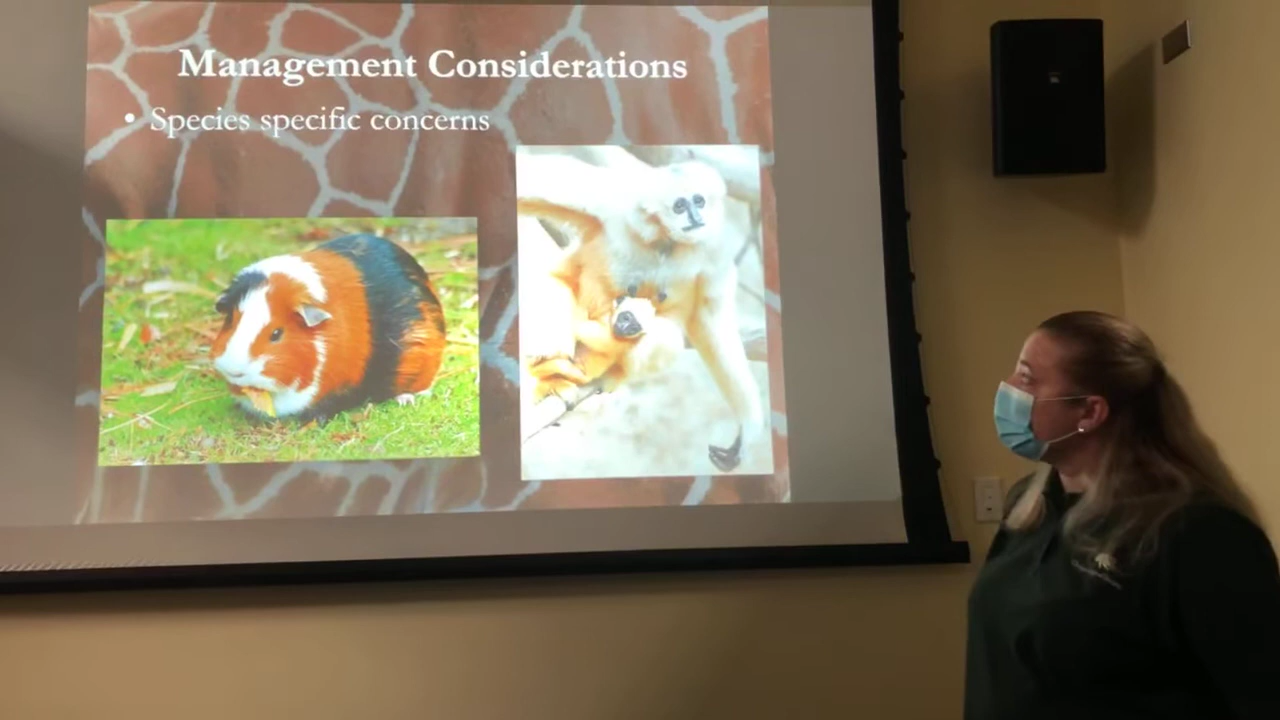 Management Considerations
• Species specific concerns